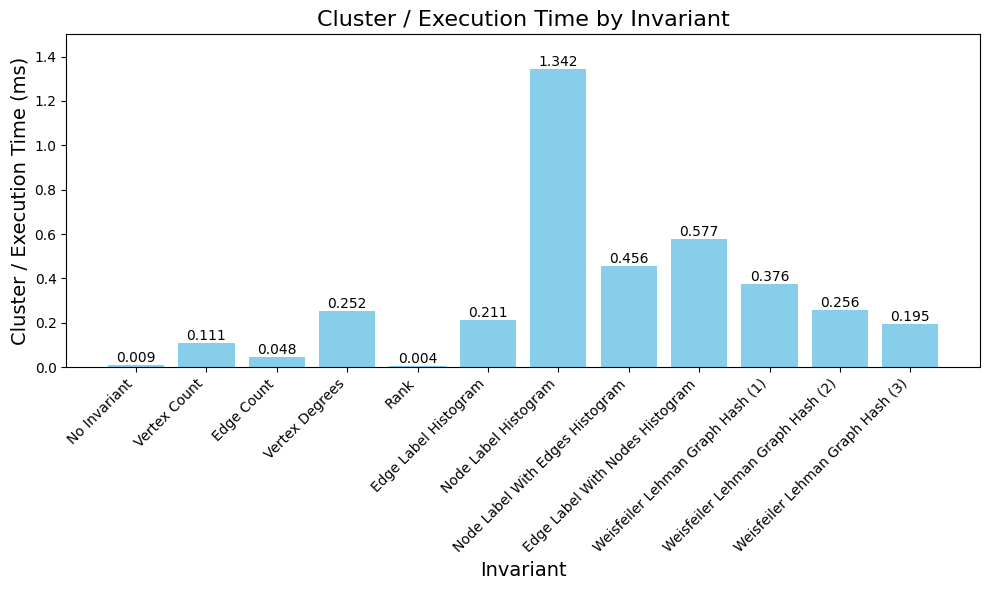 Cluster / Execution Time by Invariant
Cluster / Execution Time (ms)
1.4
1.2
1.0
0.8
0.6
0.4
0.2
0.0
0.009
0.111
0.048
0.252
0.004
0.211
1.342
0.456
0.577
0.376
0.256
0.195
No Invariant
Vertex Count
Edge Count
Vertex Degrees
Rank
Edge Label Histogram
Node Label Histogram
Node Label With Edges Histogram
Edge Label With Nodes Histogram
Weisfeiler Lehman Graph Hash (1)
Weisfeiler Lehman Graph Hash (2)
Weisfeiler Lehman Graph Hash (3)
Invariant